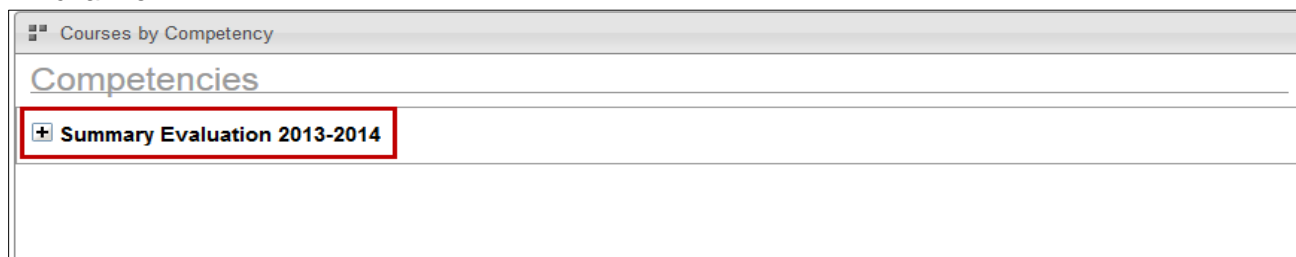 Courses by Competency
Competencies
Summary Evaluation 2013-2014